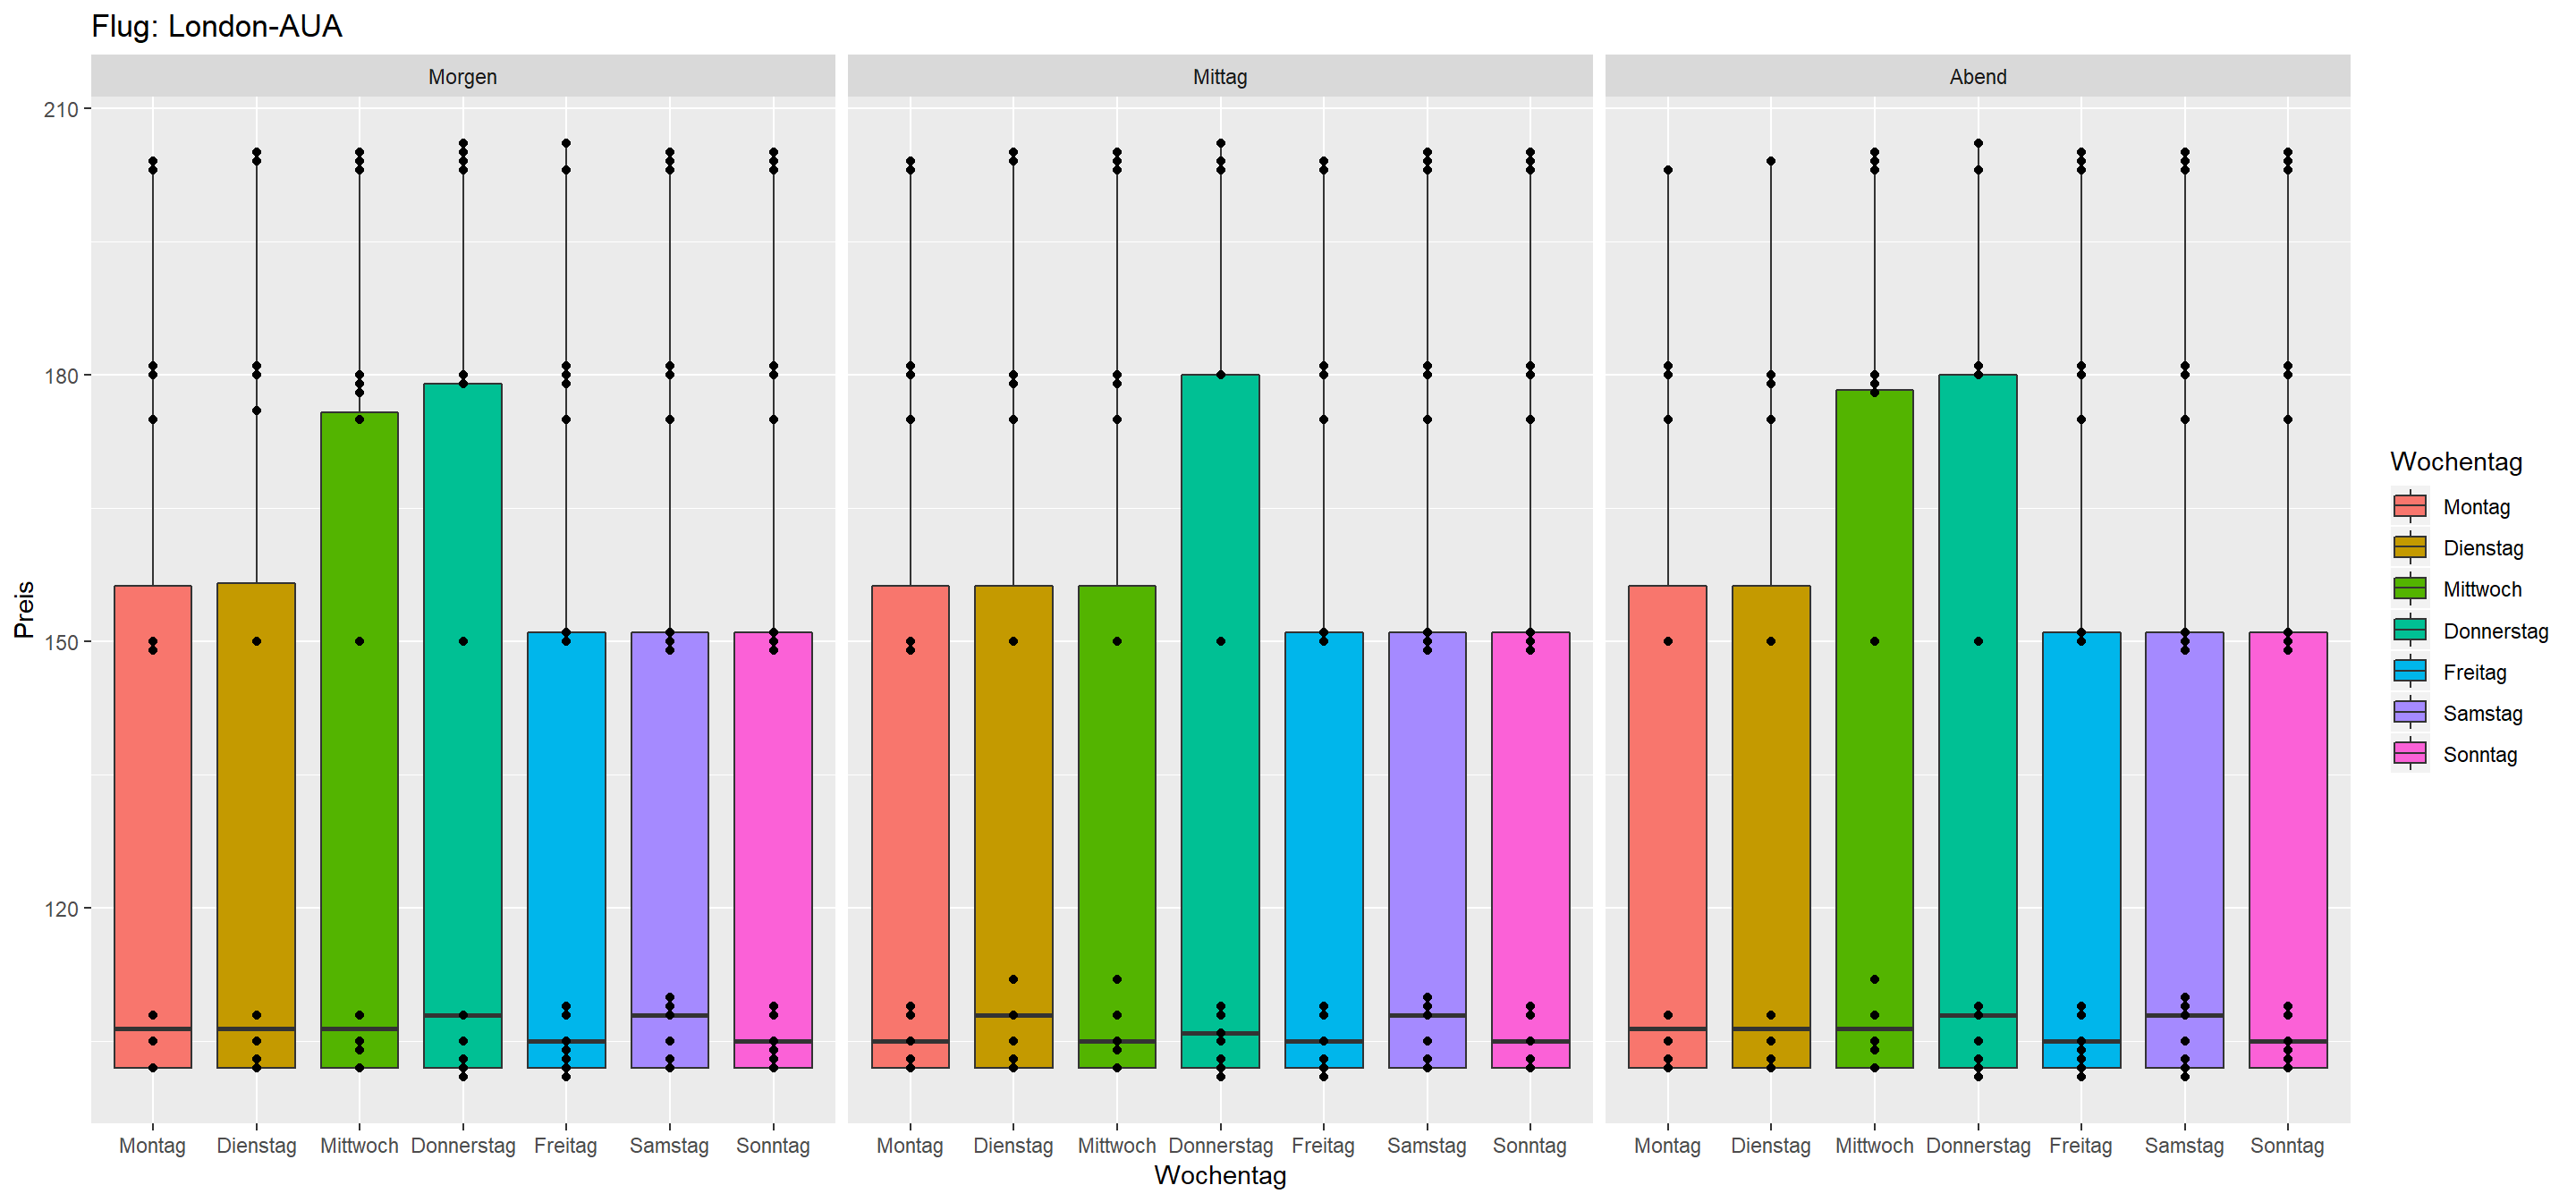 Flug: London-AUA
Morgen Mittag Abend
210
180
150
120
Preis
Montag Dienstag Mittwoch Donnerstag Freitag Samstag Sonntag Montag Dienstag Mittwoch Donnerstag Freitag Samstag Sonntag Montag Dienstag Mittwoch Donnerstag Freitag Samstag Sonntag
Wochentag
Wochentag
Montag
Dienstag
Mittwoch
Donnerstag
Freitag
Samstag
Sonntag